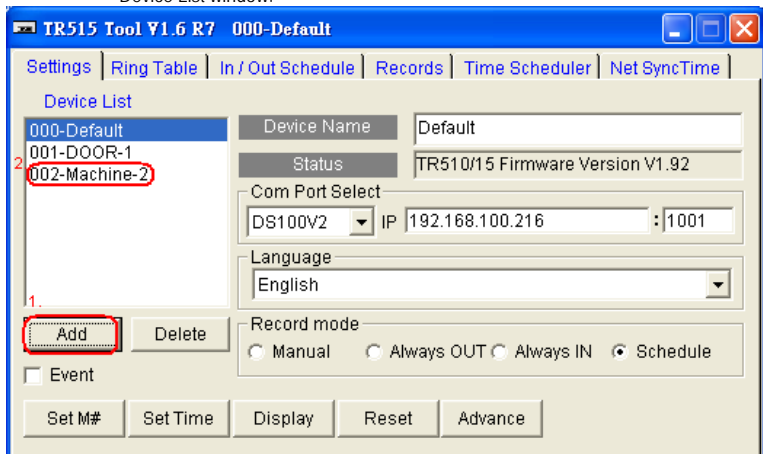 TR515 Tool V1.6 R7 000-Default
Settings Ring Table In / Out Schedule Records Time Scheduler Net SyncTime
Device List
000-Default
001-DOOR-1
2 002-Machine-2
1.
Add Delete
Event
Device Name Default
Status TR510/15 Firmware Version V1.92
Com Port Select
DS100V2 IP 192.168.100.216 : 1001
Language
English
Record mode
Manual Always OUT Always IN Schedule
Set M# Set Time Display Reset Advance